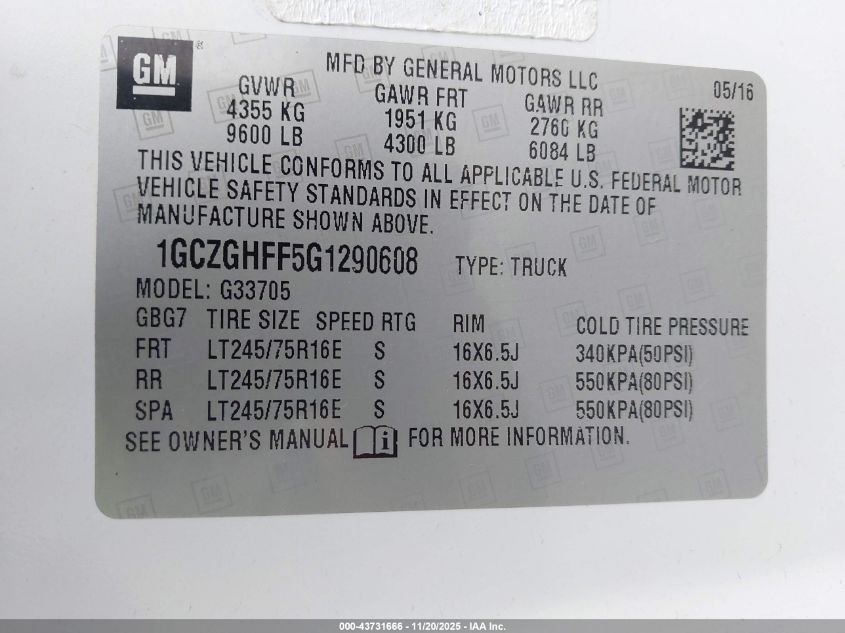 GM ®
MFD BY GENERAL MOTORS LLC
05/16
GVWR GAWR FRT GAWR RR
4355 KG 1951 KG 2760 KG
9600 LB 4300 LB 6084 LB
THIS VEHICLE CONFORMS TO ALL APPLICABLE U.S. FEDERAL MOTOR
VEHICLE SAFETY STANDARDS IN EFFECT ON THE DATE OF
MANUFACTURE SHOWN ABOVE.
1GCZGHFF5G1290608 TYPE: TRUCK
MODEL: G33705
GBG7 TIRE SIZE SPEED RTG RIM COLD TIRE PRESSURE
FRT LT245/75R16E S 16X6.5J 340KPA(50PSI)
RR LT245/75R16E S 16X6.5J 550KPA(80PSI)
SPA LT245/75R16E S 16X6.5J 550KPA(80PSI)
SEE OWNER'S MANUAL i FOR MORE INFORMATION.
000-43731666 - 11/20/2025 - IAA Inc.